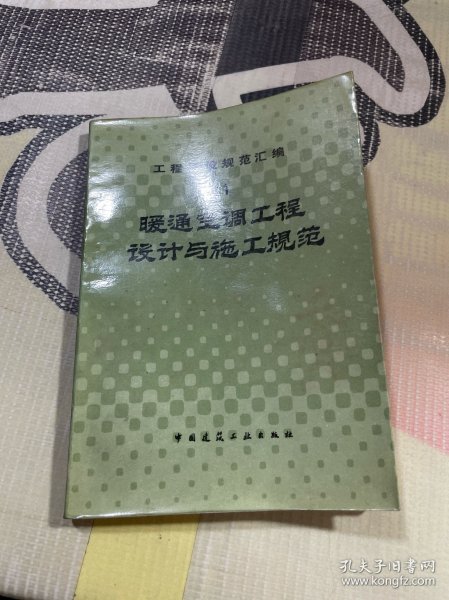 工程 规范汇编
暖通空调工程
设计与施工规范
中国建筑工业出版社
孔夫子旧书网
www.kongfz.com